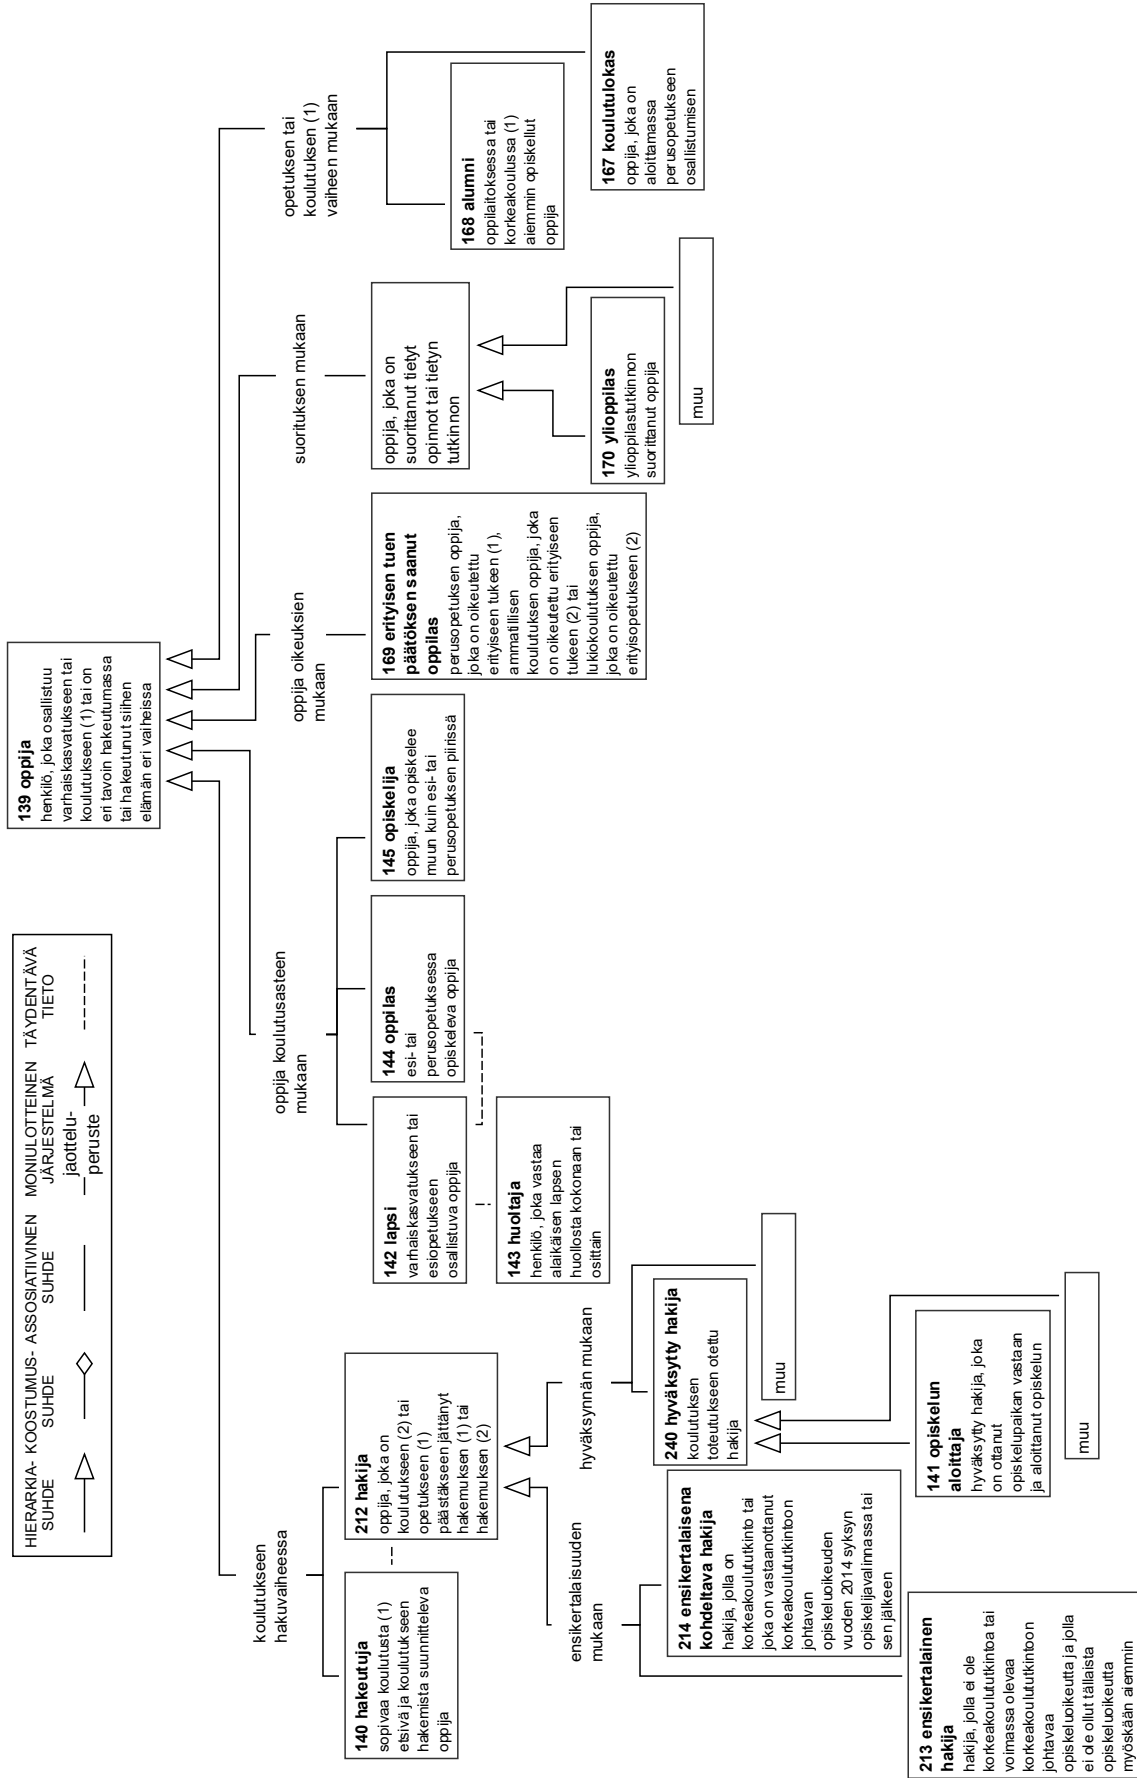 HIERARKIA-
SUHDE
KOOSTUMUS-
SUHDE
ASSOSIATIIVINEN
SUHDE
MONIULOTTEINEN
JÄRJESTELMÄ
jaottelu-
peruste
TÄYDENTÄVÄ
TIETO
139 oppija
henkilö, joka osallistuu
varhaiskasvatukseen tai
koulutukseen (1) tai on
eri tavoin hakeutumassa
tai hakeutunut siihen
elämän eri vaiheissa
koulutukseen
hakuvaiheessa
oppija koulutusasteen
mukaan
oppija oikeuksien
mukaan
suorituksen mukaan
opetuksen tai
koulutuksen (1)
vaiheen mukaan
140 hakeutuja
sopivaa koulutusta (1)
etsivä ja koulutukseen
hakemista suunnitteleva
oppija
212 hakija
oppija, joka on
koulutukseen (2) tai
opetukseen (1)
päästäkseen jättänyt
hakemuksen (1) tai
hakemuksen (2)
142 lapsi
varhaiskasvatukseen tai
esiopetukseen
osallistuva oppija
144 oppilas
esi- tai
perusopetuksessa
opiskeleva oppija
145 opiskelija
oppija, joka opiskelee
muun kuin esi- tai
perusopetuksen piirissä
169 erityisen tuen
päätöksen saanut
oppilas
perusopetuksen oppija,
joka on oikeutettu
erityiseen tukeen (1),
ammatillisen
koulutuksen oppija, joka
on oikeutettu erityiseen
tukeen (2) tai
lukiokoulutuksen oppija,
joka on oikeutettu
erityisopetukseen (2)
oppija, joka on
suorittanut tietyt
opinnot tai tietyn
tutkinnon
168 alumni
oppilaitoksessa tai
korkeakoulussa (1)
aiemmin opiskellut
oppija
167 koulutulokas
oppija, joka on
aloittamassa
perusopetukseen
osallistumisen
143 huoltaja
henkilö, joka vastaa
alaikäisen lapsen
huollosta kokonaan tai
osittain
170 ylioppilas
ylioppilastutkinnon
suorittanut oppija
muu
ensikertalaisuuden
mukaan
hyväksynnän mukaan
214 ensikertalaisena
kohdeltava hakija
hakija, jolla on
korkeakoulututkinto tai
joka on vastaanottanut
korkeakoulututkintoon
johtavan
opiskeluoikeuden
vuoden 2014 syksyn
opiskelijavalinnassa tai
sen jälkeen
240 hyväksytty hakija
koulutuksen
toteutukseen otettu
hakija
muu
213 ensikertalainen
hakija
hakija, jolla ei ole
korkeakoulututkintoa tai
voimassa olevaa
korkeakoulututkintoon
johtavaa
opiskeluoikeutta ja jolla
ei ole ollut tällaista
opiskeluoikeutta
myöskään aiemmin
141 opiskelun
aloittaja
hyväksytty hakija, joka
on ottanut
opiskelupaikan vastaan
ja aloittanut opiskelun
muu